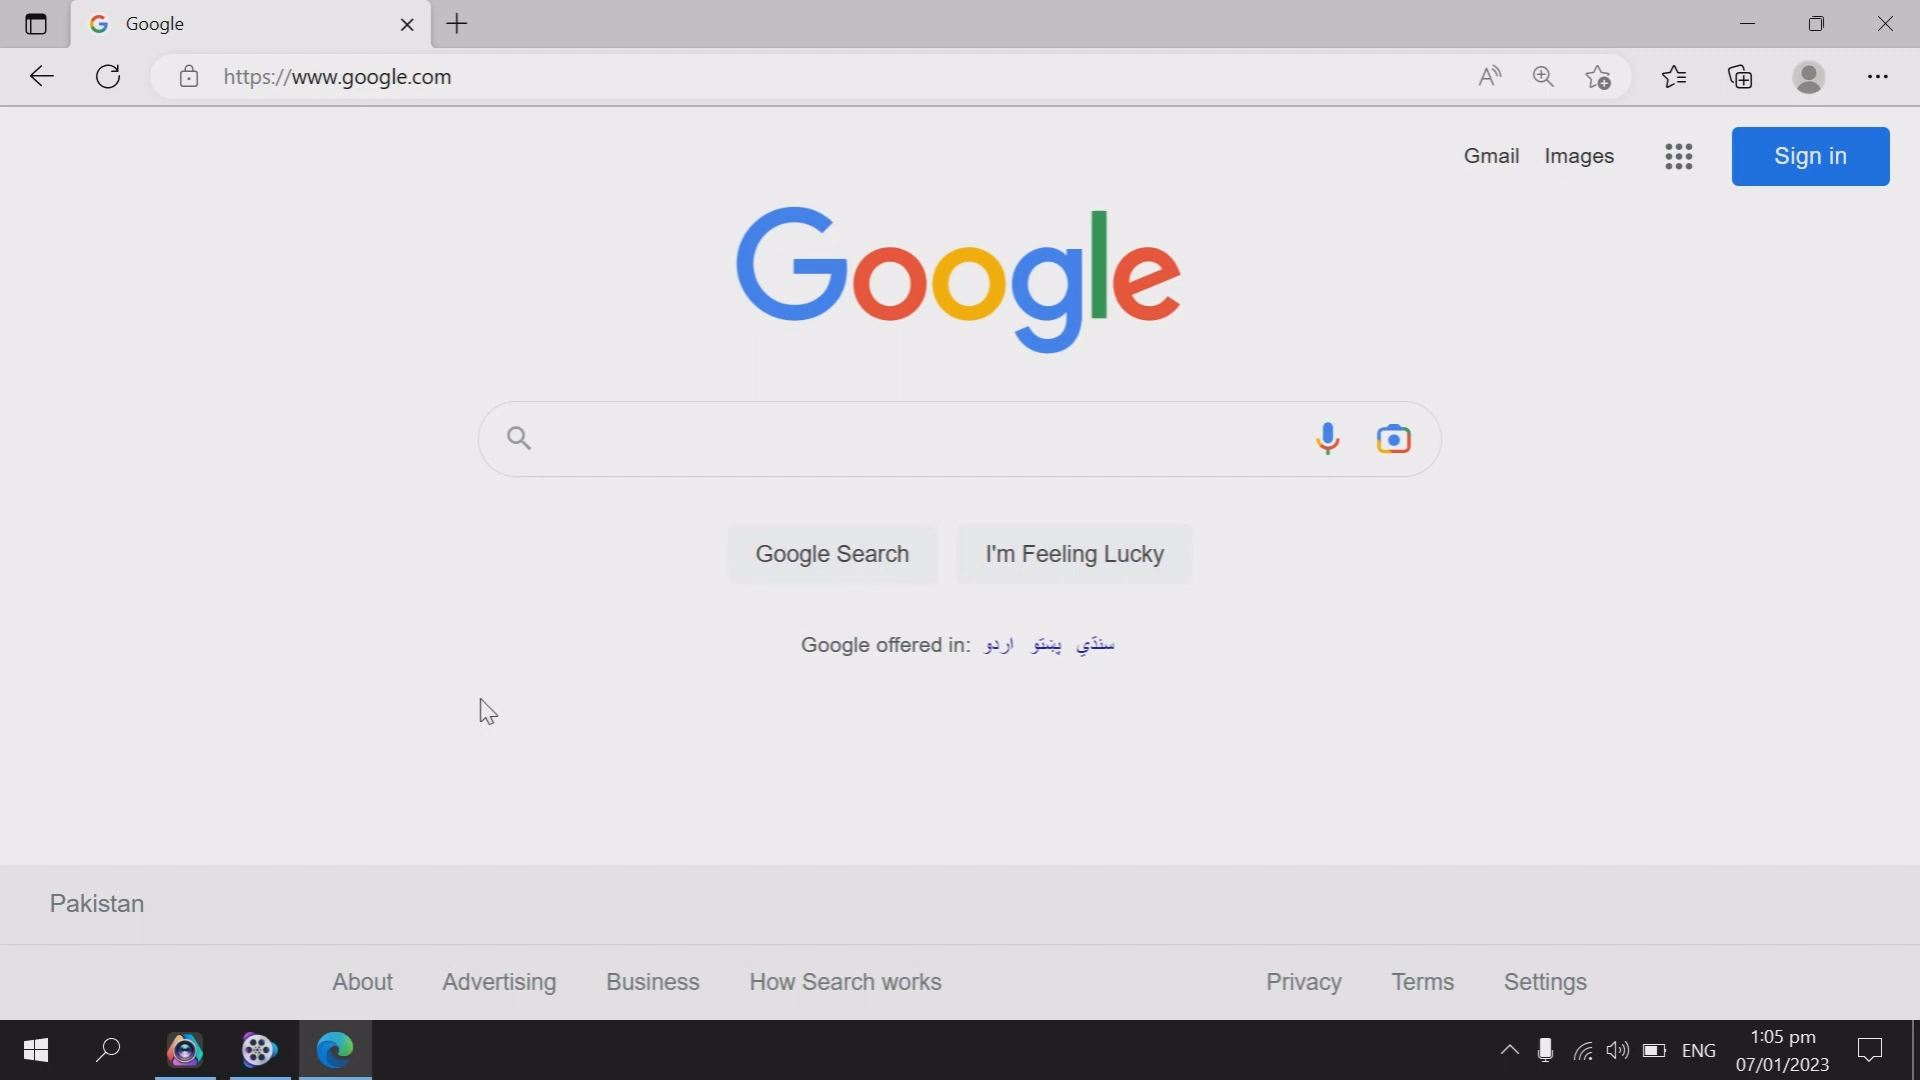 Google
https://www.google.com
Gmail Images Sign in
Google
Google Search I'm Feeling Lucky
Google offered in: اردو پښتو سنڌي
Pakistan
About Advertising Business How Search works Privacy Terms Settings
ENG 1:05 pm
07/01/2023